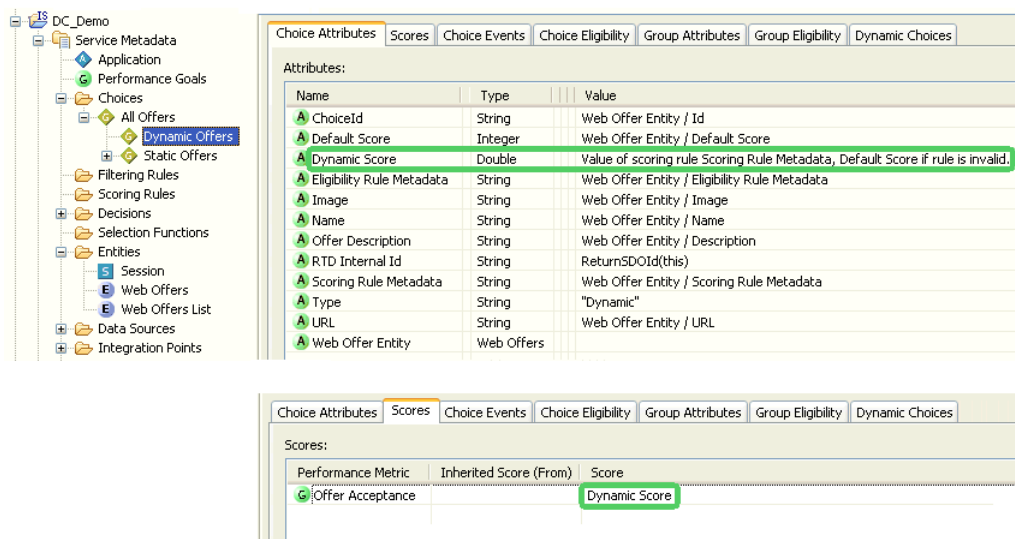 DC_Demo
Service Metadata
Application
Performance Goals
Choices
All Offers
Dynamic Offers
Static Offers
Filtering Rules
Scoring Rules
Decisions
Selection Functions
Entities
Session
Web Offers
Web Offers List
Data Sources
Integration Points
Choice Attributes Scores Choice Events Choice Eligibility Group Attributes Group Eligibility Dynamic Choices
Attributes:
Name Type Value
ChoiceId String Web Offer Entity / Id
Default Score Integer Web Offer Entity / Default Score
Dynamic Score Double Value of scoring rule Scoring Rule Metadata, Default Score if rule is invalid.
Eligibility Rule Metadata String Web Offer Entity / Eligibility Rule Metadata
Image String Web Offer Entity / Image
Name String Web Offer Entity / Name
Offer Description String Web Offer Entity / Description
RTD Internal Id String ReturnSDOId(this)
Scoring Rule Metadata String Web Offer Entity / Scoring Rule Metadata
Type String "Dynamic"
URL String Web Offer Entity / URL
Web Offer Entity Web Offers
Choice Attributes Scores Choice Events Choice Eligibility Group Attributes Group Eligibility Dynamic Choices
Scores:
Performance Metric Inherited Score (From) Score
Offer Acceptance Dynamic Score